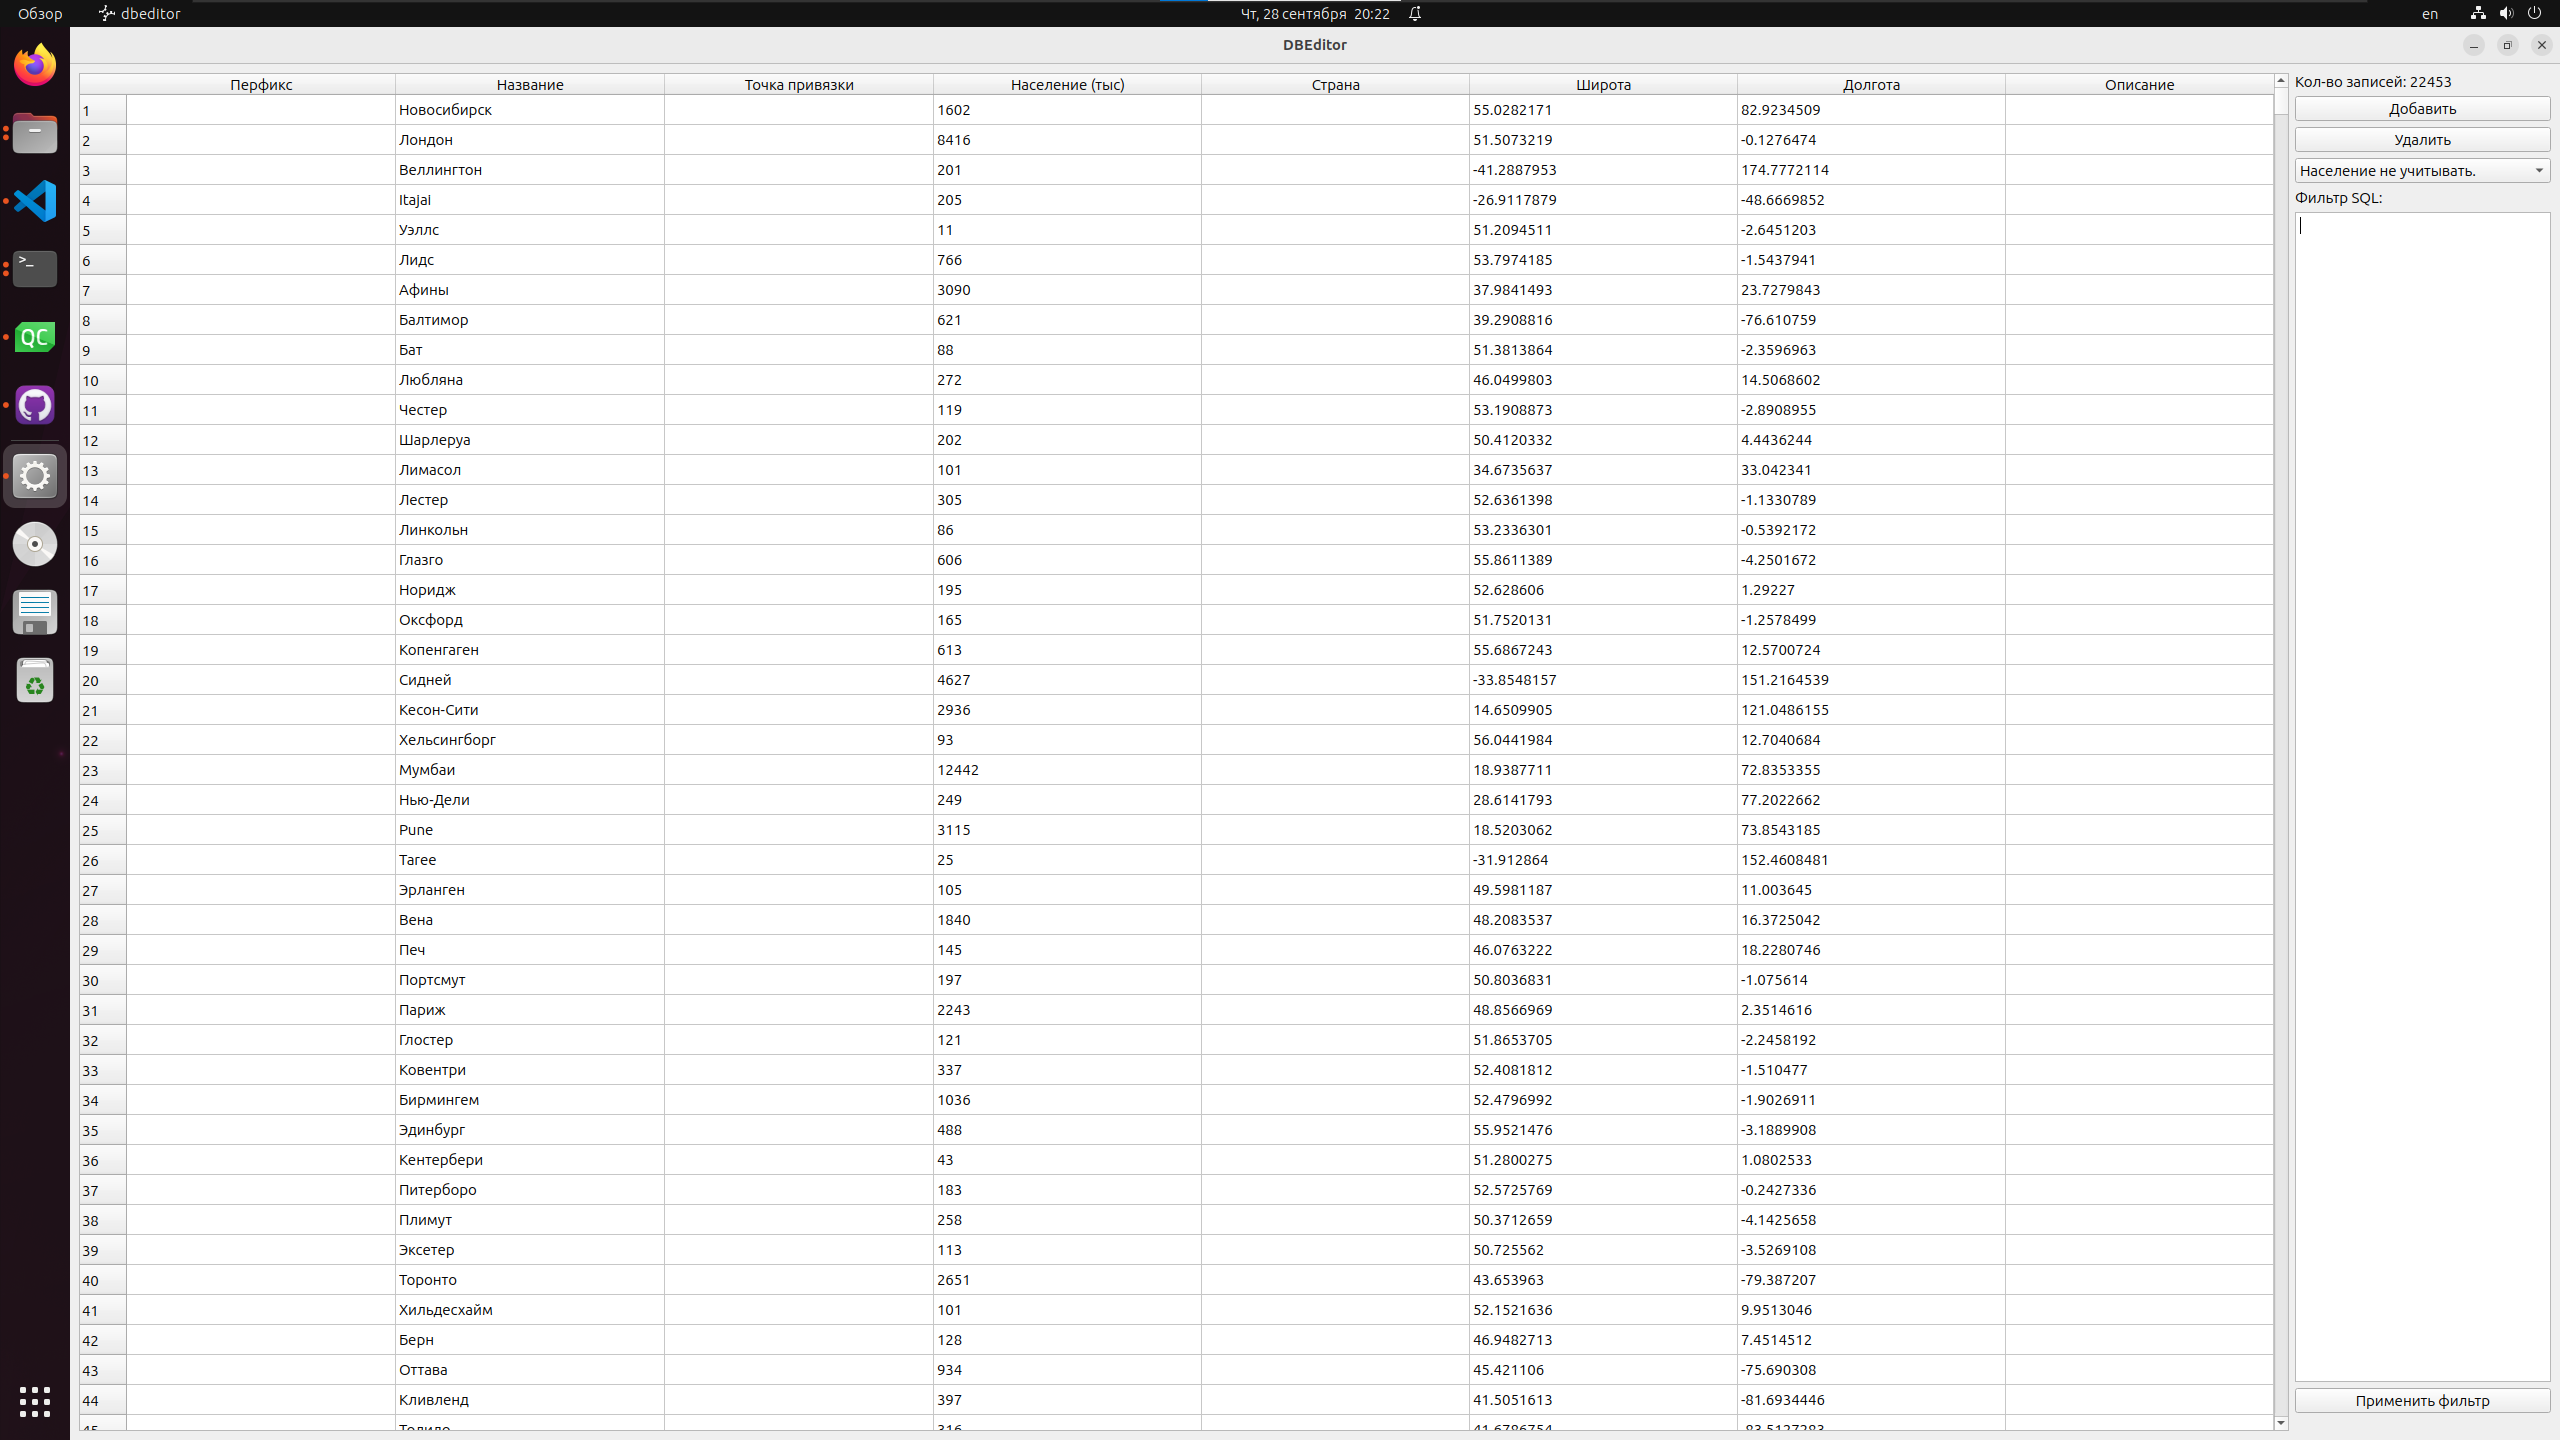 Обзор dbeditor Чт, 28 сентября 20:22 en
DBEditor
Перфикс Название Точка привязки Население (тыс) Страна Широта Долгота Описание
1 Новосибирск 1602 55.0282171 82.9234509
2 Лондон 8416 51.5073219 -0.1276474
3 Веллингтон 201 -41.2887953 174.7772114
4 Itajai 205 -26.9117879 -48.6669852
5 Уэллс 11 51.2094511 -2.6451203
6 Лидс 766 53.7974185 -1.5437941
7 Афины 3090 37.9841493 23.7279843
8 Балтимор 621 39.2908816 -76.610759
9 Бат 88 51.3813864 -2.3596963
10 Любляна 272 46.0499803 14.5068602
11 Честер 119 53.1908873 -2.8908955
12 Шарлеруа 202 50.4120332 4.4436244
13 Лимасол 101 34.6735637 33.042341
14 Лестер 305 52.6361398 -1.1330789
15 Линкольн 86 53.2336301 -0.5392172
16 Глазго 606 55.8611389 -4.2501672
17 Норидж 195 52.628606 1.29227
18 Оксфорд 165 51.7520131 -1.2578499
19 Копенгаген 613 55.6867243 12.5700724
20 Сидней 4627 -33.8548157 151.2164539
21 Кесон-Сити 2936 14.6509905 121.0486155
22 Хельсингборг 93 56.0441984 12.7040684
23 Мумбаи 12442 18.9387711 72.8353355
24 Нью-Дели 249 28.6141793 77.2022662
25 Pune 3115 18.5203062 73.8543185
26 Taree 25 -31.912864 152.4608481
27 Эрланген 105 49.5981187 11.003645
28 Вена 1840 48.2083537 16.3725042
29 Печ 145 46.0763222 18.2280746
30 Портсмут 197 50.8036831 -1.075614
31 Париж 2243 48.8566969 2.3514616
32 Глостер 121 51.8653705 -2.2458192
33 Ковентри 337 52.4081812 -1.510477
34 Бирмингем 1036 52.4796992 -1.9026911
35 Эдинбург 488 55.9521476 -3.1889908
36 Кентербери 43 51.2800275 1.0802533
37 Питерборо 183 52.5725769 -0.2427336
38 Плимут 258 50.3712659 -4.1425658
39 Эксетер 113 50.725562 -3.5269108
40 Торонто 2651 43.653963 -79.387207
41 Хильдесхайм 101 52.1521636 9.9513046
42 Берн 128 46.9482713 7.4514512
43 Оттава 934 45.421106 -75.690308
44 Кливленд 397 41.5051613 -81.6934446
Кол-во записей: 22453
Добавить
Удалить
Население не учитывать.
Фильтр SQL:
Применить фильтр
QC